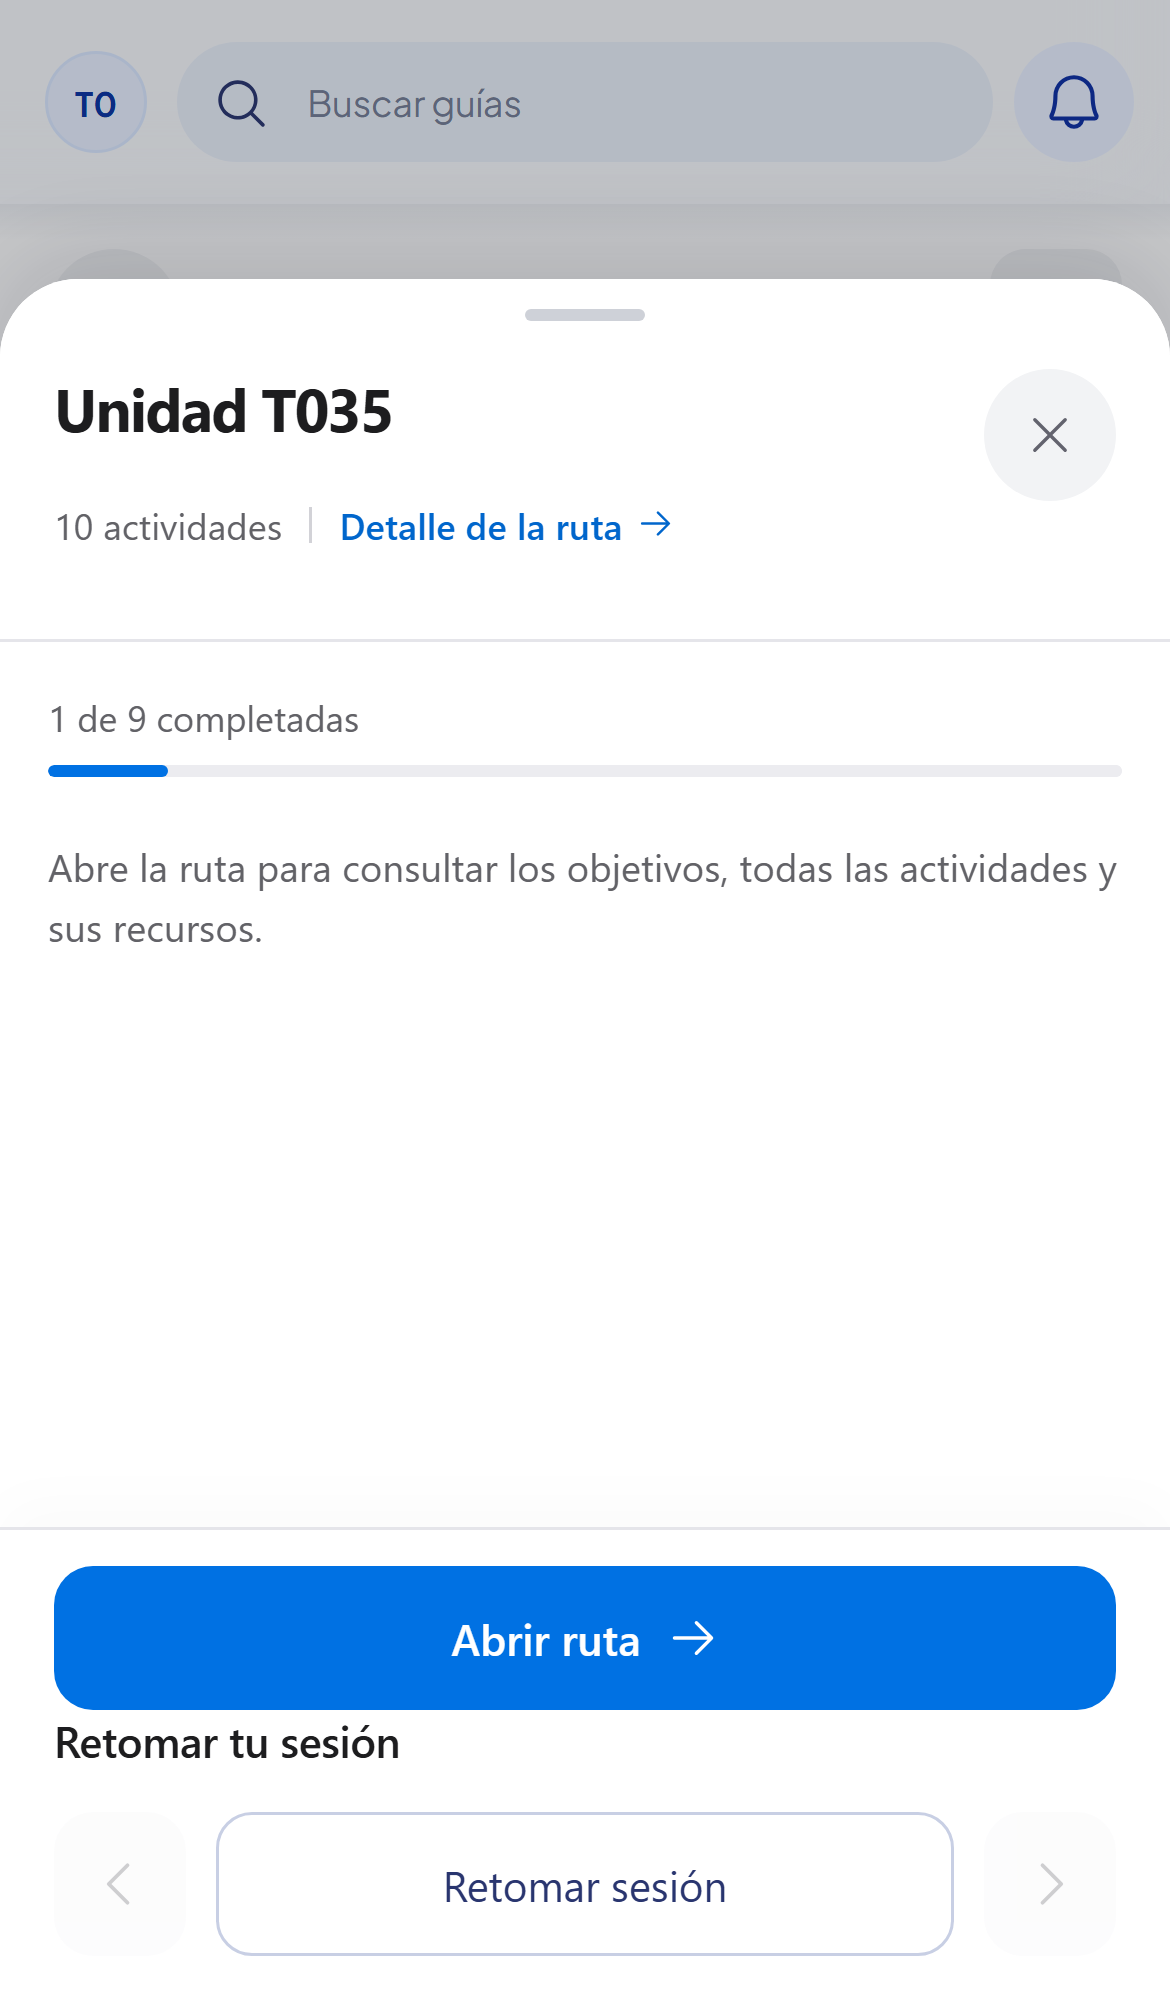 TO
Buscar guías
Unidad T035
10 actividades
Detalle de la ruta
1 de 9 completadas
Abre la ruta para consultar los objetivos, todas las actividades y
sus recursos.
Abrir ruta
Retomar tu sesión
Retomar sesión